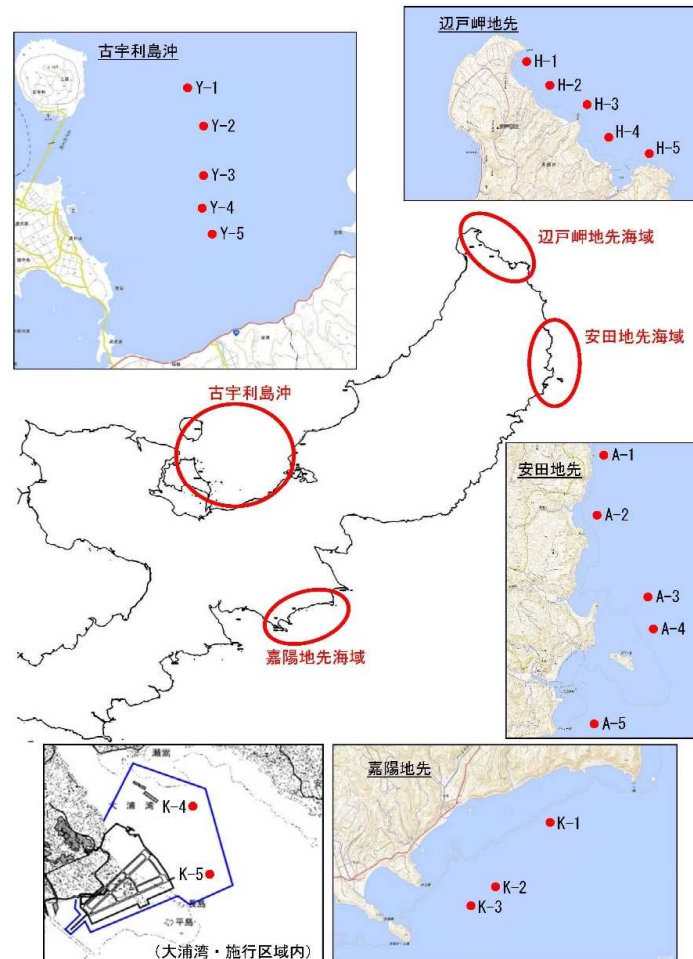 古宇利島沖
Y-1
Y-2
Y-3
Y-4
Y-5
辺戸岬地先
H-1
H-2
H-3
H-4
H-5
辺戸岬地先海域
安田地先海域
古宇利島沖
嘉陽地先海域
安田地先
A-1
A-2
A-3
A-4
A-5
瀬嵩
大浦湾
K-4
K-5
長島
平島
(大浦湾・施行区域内)
嘉陽地先
K-1
K-2
K-3